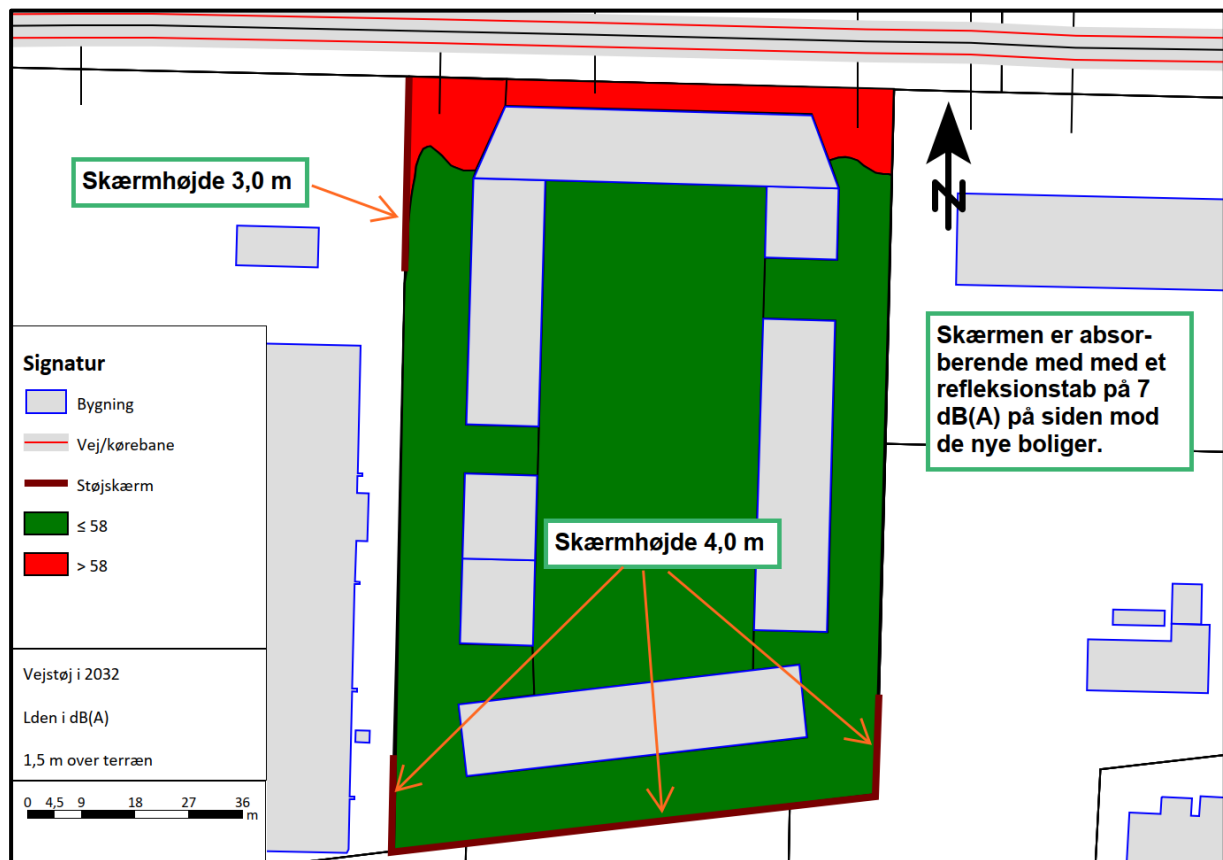 Skærmhøjde 3,0 m
N
Skærmen er absor-
berende med med et
refleksionstab på 7
dB(A) på siden mod
de nye boliger.
Skærmhøjde 4,0 m
Signatur
Bygning
Vej/kørebane
Støjskærm
≤ 58
> 58
Vejstøj i 2032
Lden i dB(A)
1,5 m over terræn
0 4,5 9 18 27 36
m